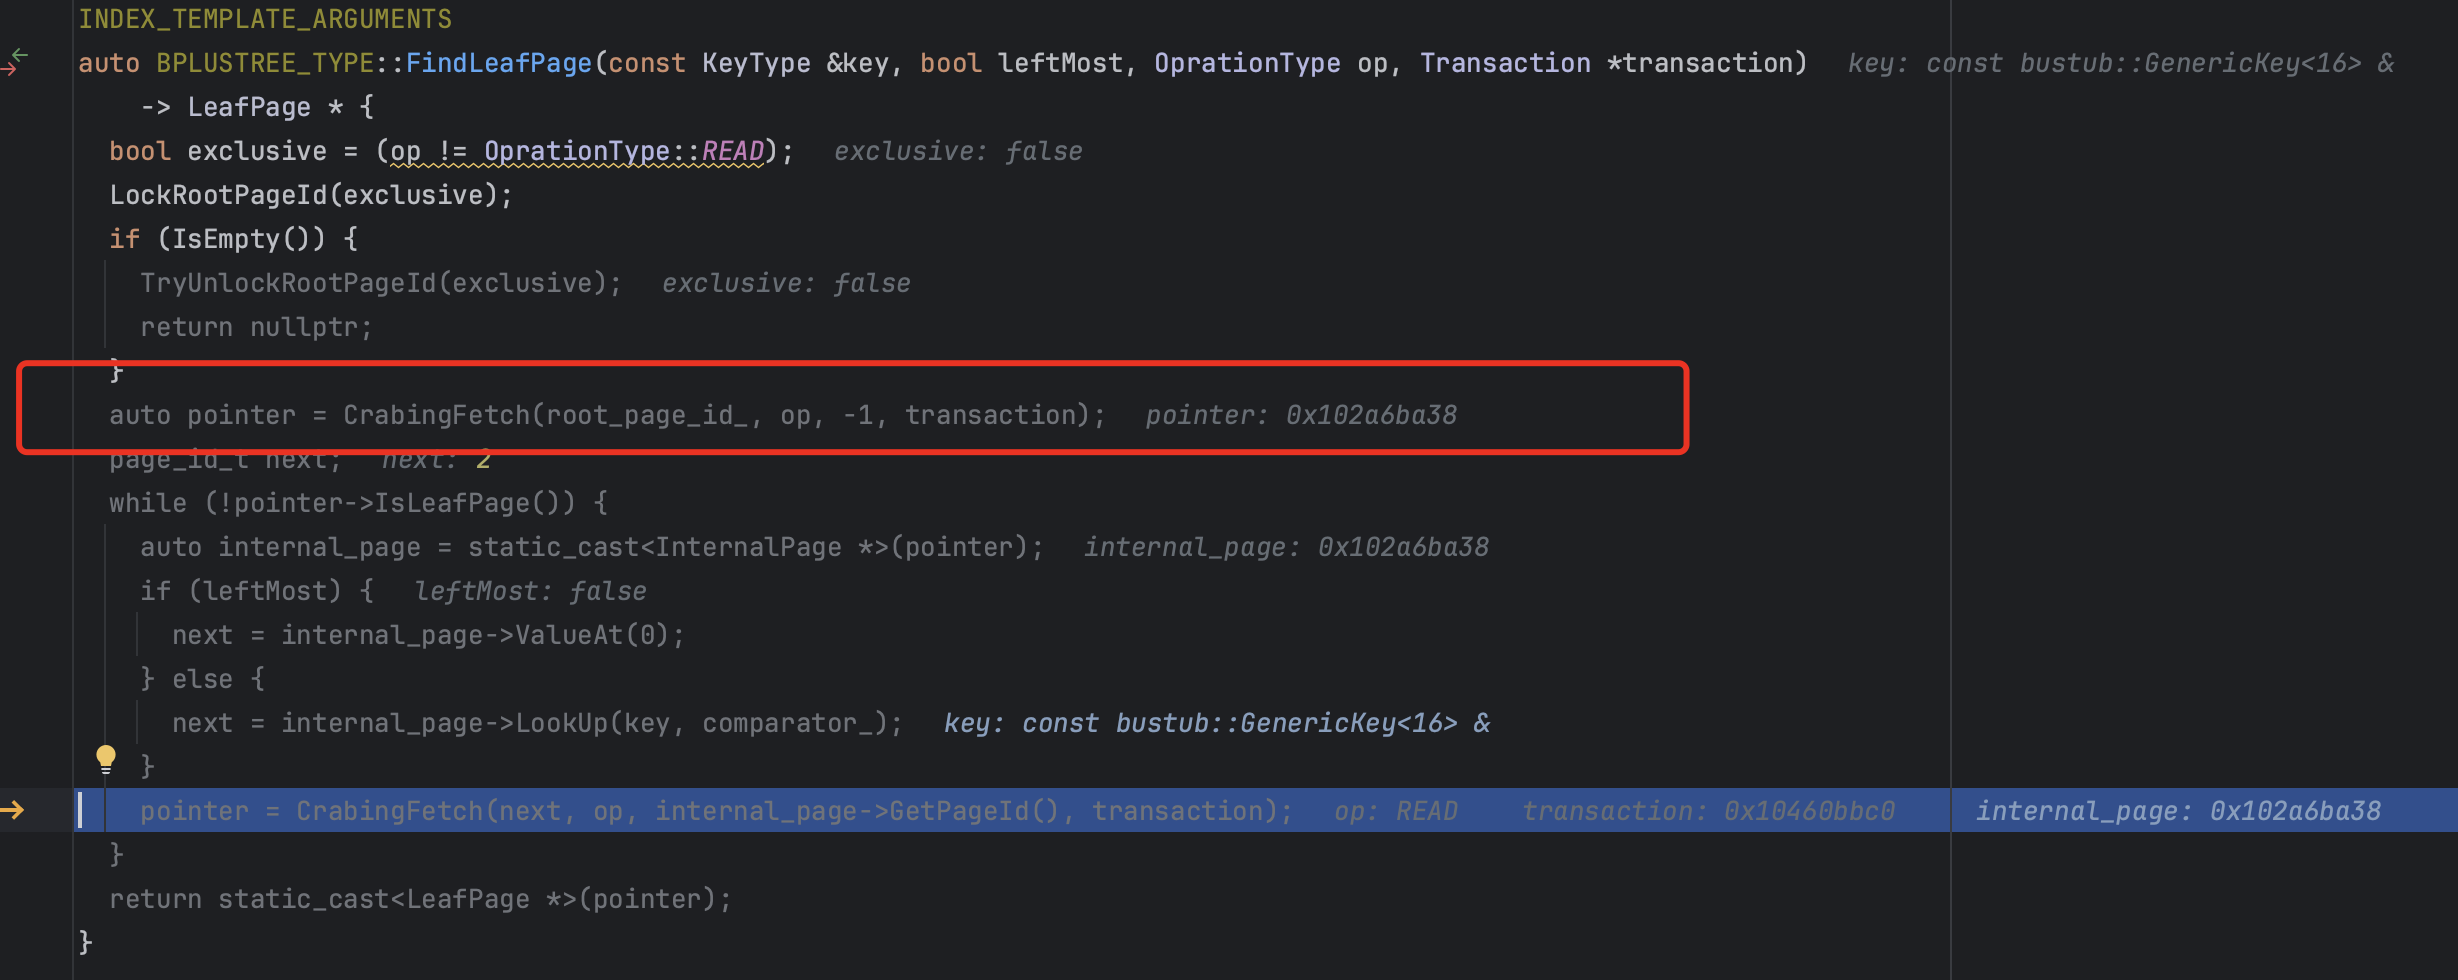 INDEX_TEMPLATE_ARGUMENTS
auto BPLUSTREE_TYPE::FindLeafPage(const KeyType &key, bool leftMost, OprationType op, Transaction *transaction)   key: const bustub::GenericKey<16> &
    -> LeafPage * {
  bool exclusive = (op != OprationType::READ);   exclusive: false
  LockRootPageId(exclusive);
  if (IsEmpty()) {
    TryUnlockRootPageId(exclusive);   exclusive: false
    return nullptr;
  }
  auto pointer = CrabingFetch(root_page_id_, op, -1, transaction);   pointer: 0x102a6ba38
  page_id_t next;   next: 2
  while (!pointer->IsLeafPage()) {
    auto internal_page = static_cast<InternalPage *>(pointer);   internal_page: 0x102a6ba38
    if (leftMost) {   leftMost: false
      next = internal_page->ValueAt(0);
    } else {
      next = internal_page->LookUp(key, comparator_);   key: const bustub::GenericKey<16> &
    }
    pointer = CrabingFetch(next, op, internal_page->GetPageId(), transaction);   op: READ   transaction: 0x10460bbc0   internal_page: 0x102a6ba38
  }
  return static_cast<LeafPage *>(pointer);
}